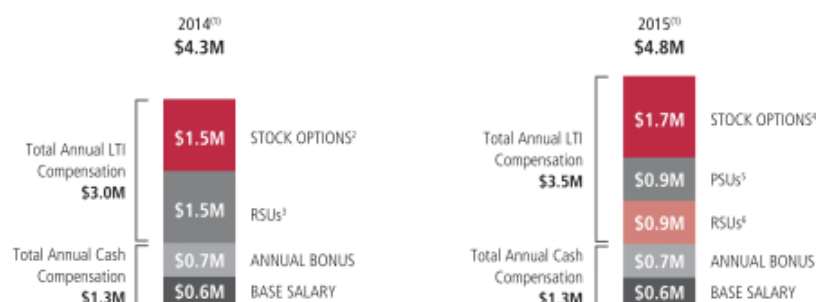 2014(1)
$4.3M
Total Annual LTI
Compensation
$3.0M
$1.5M
STOCK OPTIONS2
$1.5M
RSUs3
Total Annual Cash
Compensation
$1.3M
$0.7M
ANNUAL BONUS
$0.6M
BASE SALARY
2015(1)
$4.8M
Total Annual LTI
Compensation
$3.5M
$1.7M
STOCK OPTIONS4
$0.9M
PSUs5
$0.9M
RSUs6
Total Annual Cash
Compensation
$1.3M
$0.7M
ANNUAL BONUS
$0.6M
BASE SALARY